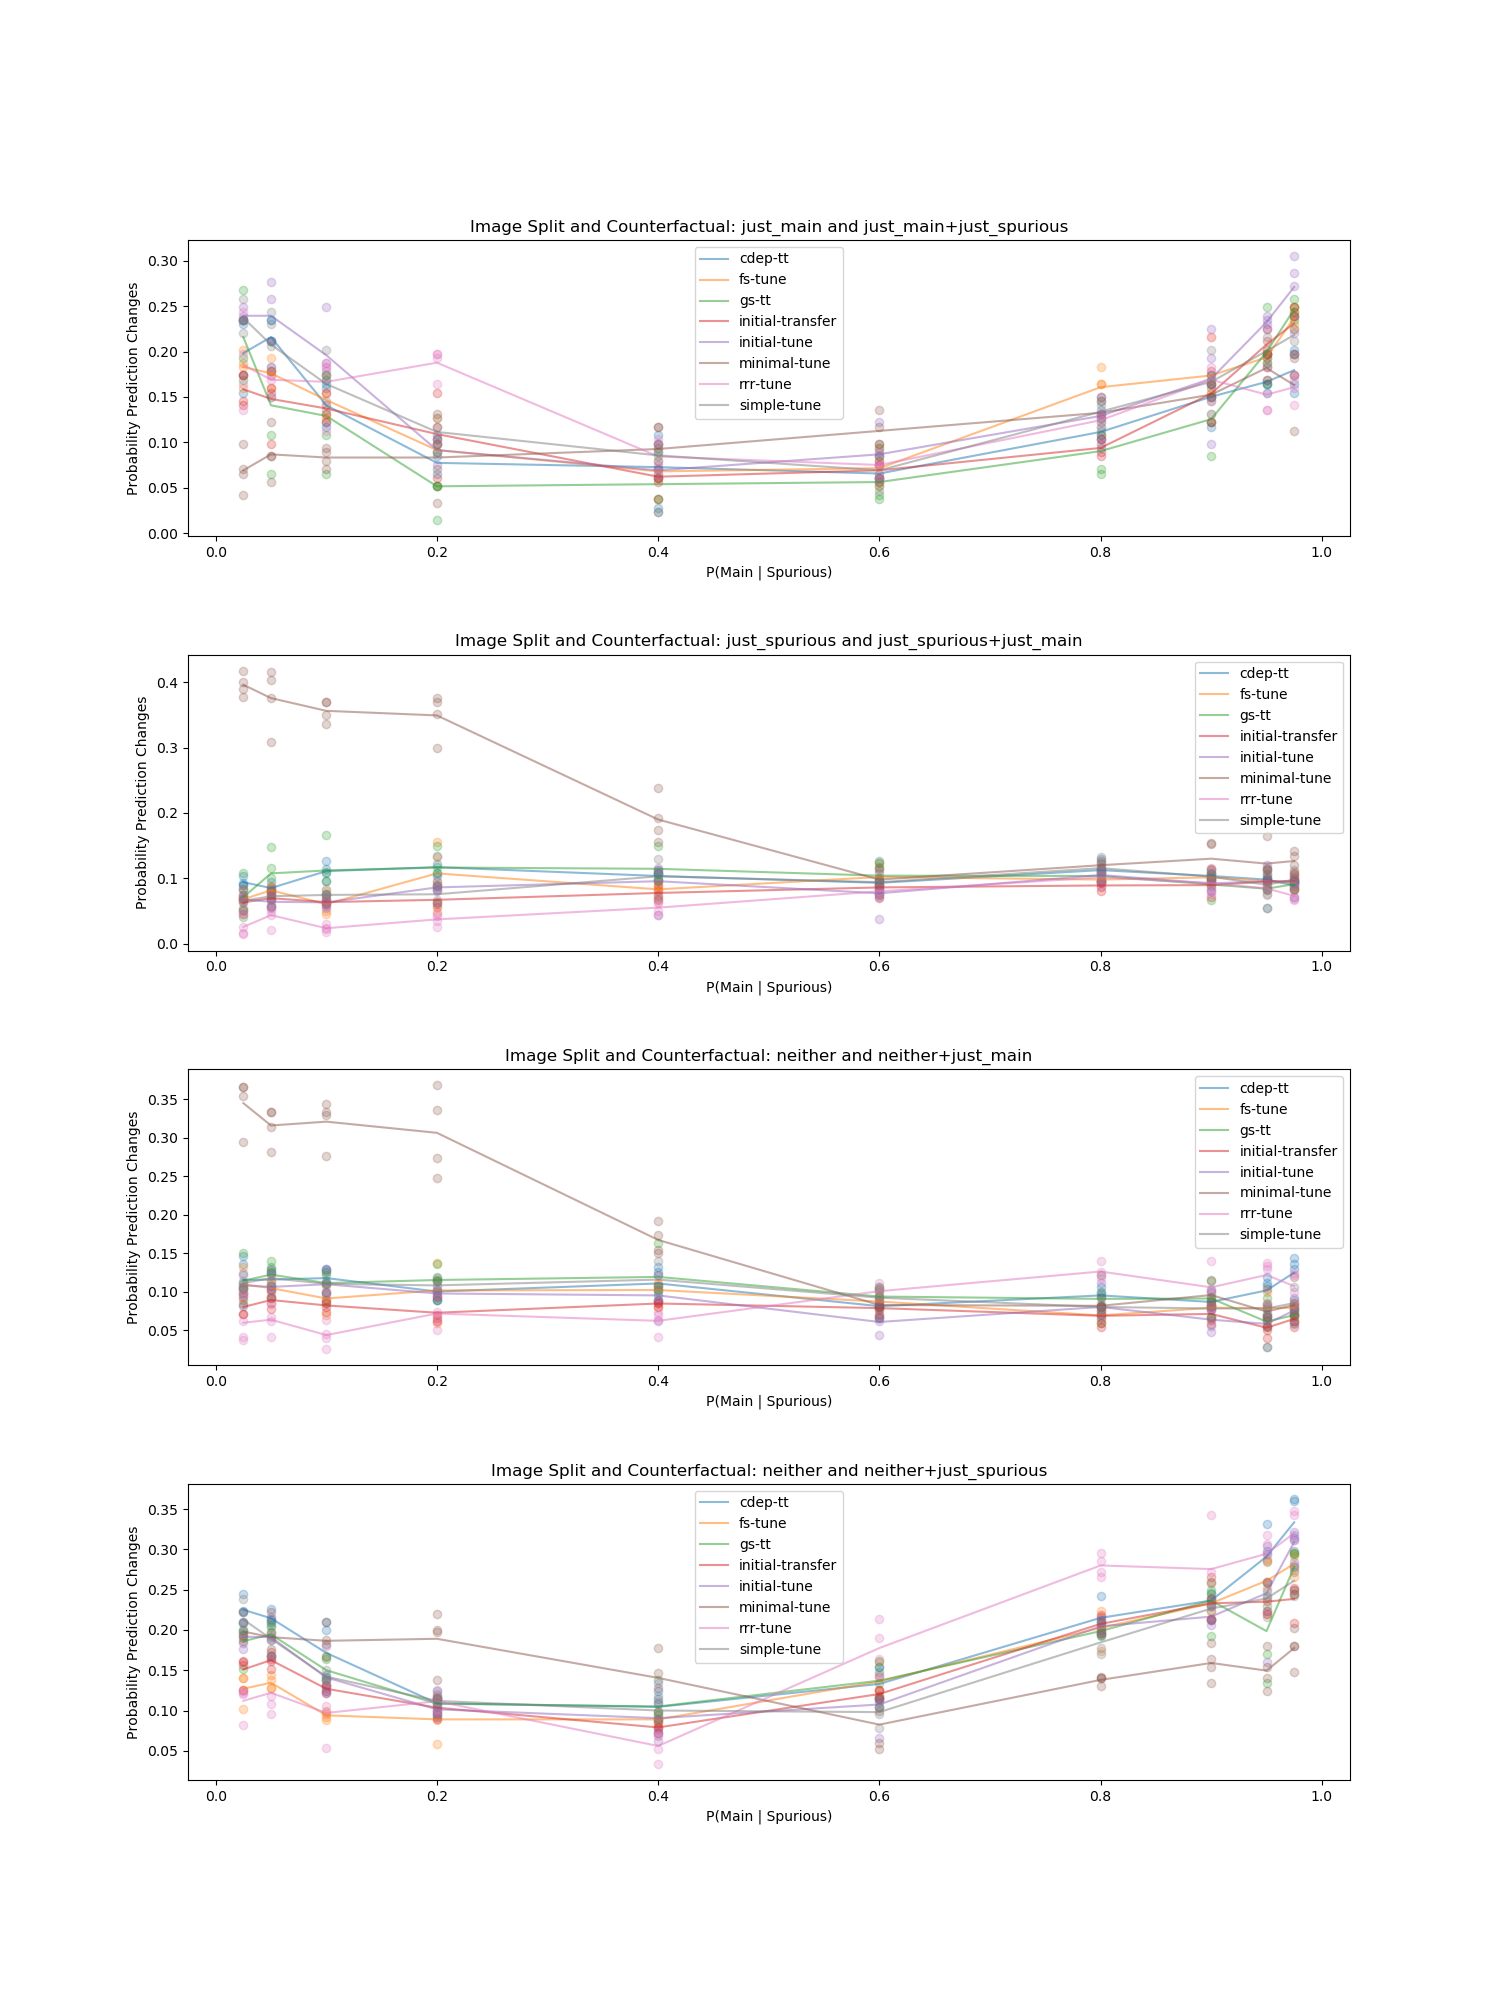 Image Split and Counterfactual: just_main and just_main+just_spurious
Probability Prediction Changes
0.30
0.25
0.20
0.15
0.10
0.05
0.00
cdep-tt
fs-tune
gs-tt
initial-transfer
initial-tune
minimal-tune
rrr-tune
simple-tune
0.0 0.2 0.4 0.6 0.8 1.0
P(Main | Spurious)
Image Split and Counterfactual: just_spurious and just_spurious+just_main
Probability Prediction Changes
0.4
0.3
0.2
0.1
0.0
cdep-tt
fs-tune
gs-tt
initial-transfer
initial-tune
minimal-tune
rrr-tune
simple-tune
0.0 0.2 0.4 0.6 0.8 1.0
P(Main | Spurious)
Image Split and Counterfactual: neither and neither+just_main
Probability Prediction Changes
0.35
0.30
0.25
0.20
0.15
0.10
0.05
cdep-tt
fs-tune
gs-tt
initial-transfer
initial-tune
minimal-tune
rrr-tune
simple-tune
0.0 0.2 0.4 0.6 0.8 1.0
P(Main | Spurious)
Image Split and Counterfactual: neither and neither+just_spurious
Probability Prediction Changes
0.35
0.30
0.25
0.20
0.15
0.10
0.05
cdep-tt
fs-tune
gs-tt
initial-transfer
initial-tune
minimal-tune
rrr-tune
simple-tune
0.0 0.2 0.4 0.6 0.8 1.0
P(Main | Spurious)